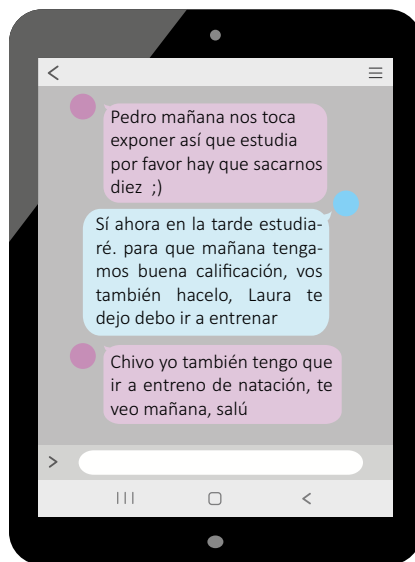 Pedro mañana nos toca
exponer así que estudia
por favor hay que sacarnos
diez ;)
Sí ahora en la tarde estudia-
ré. para que mañana tenga-
mos buena calificación, vos
también hacelo, Laura te
dejo debo ir a entrenar
Chivo yo también tengo que
ir a entreno de natación, te
veo mañana, salú